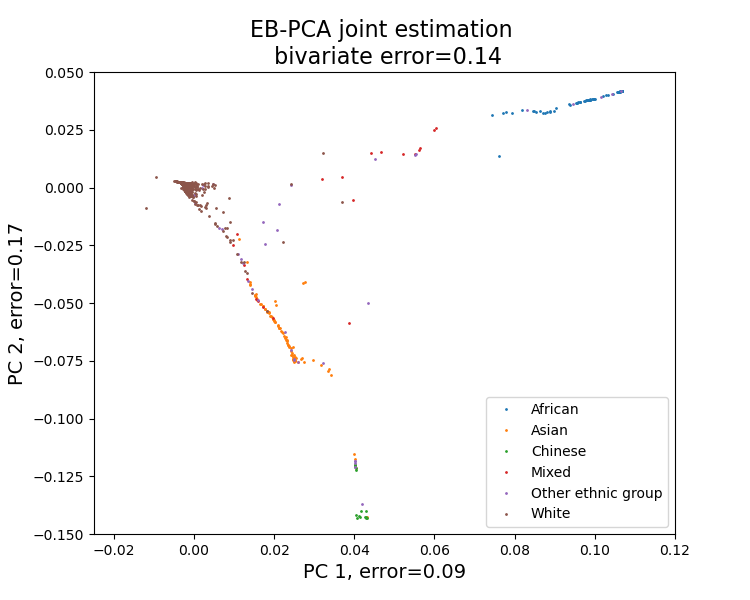 EB-PCA joint estimation
bivariate error=0.14
PC 2, error=0.17
0.050
0.025
0.000
−0.025
−0.050
−0.075
−0.100
−0.125
−0.150
African
Asian
Chinese
Mixed
Other ethnic group
White
−0.02 0.00 0.02 0.04 0.06 0.08 0.10 0.12
PC 1, error=0.09